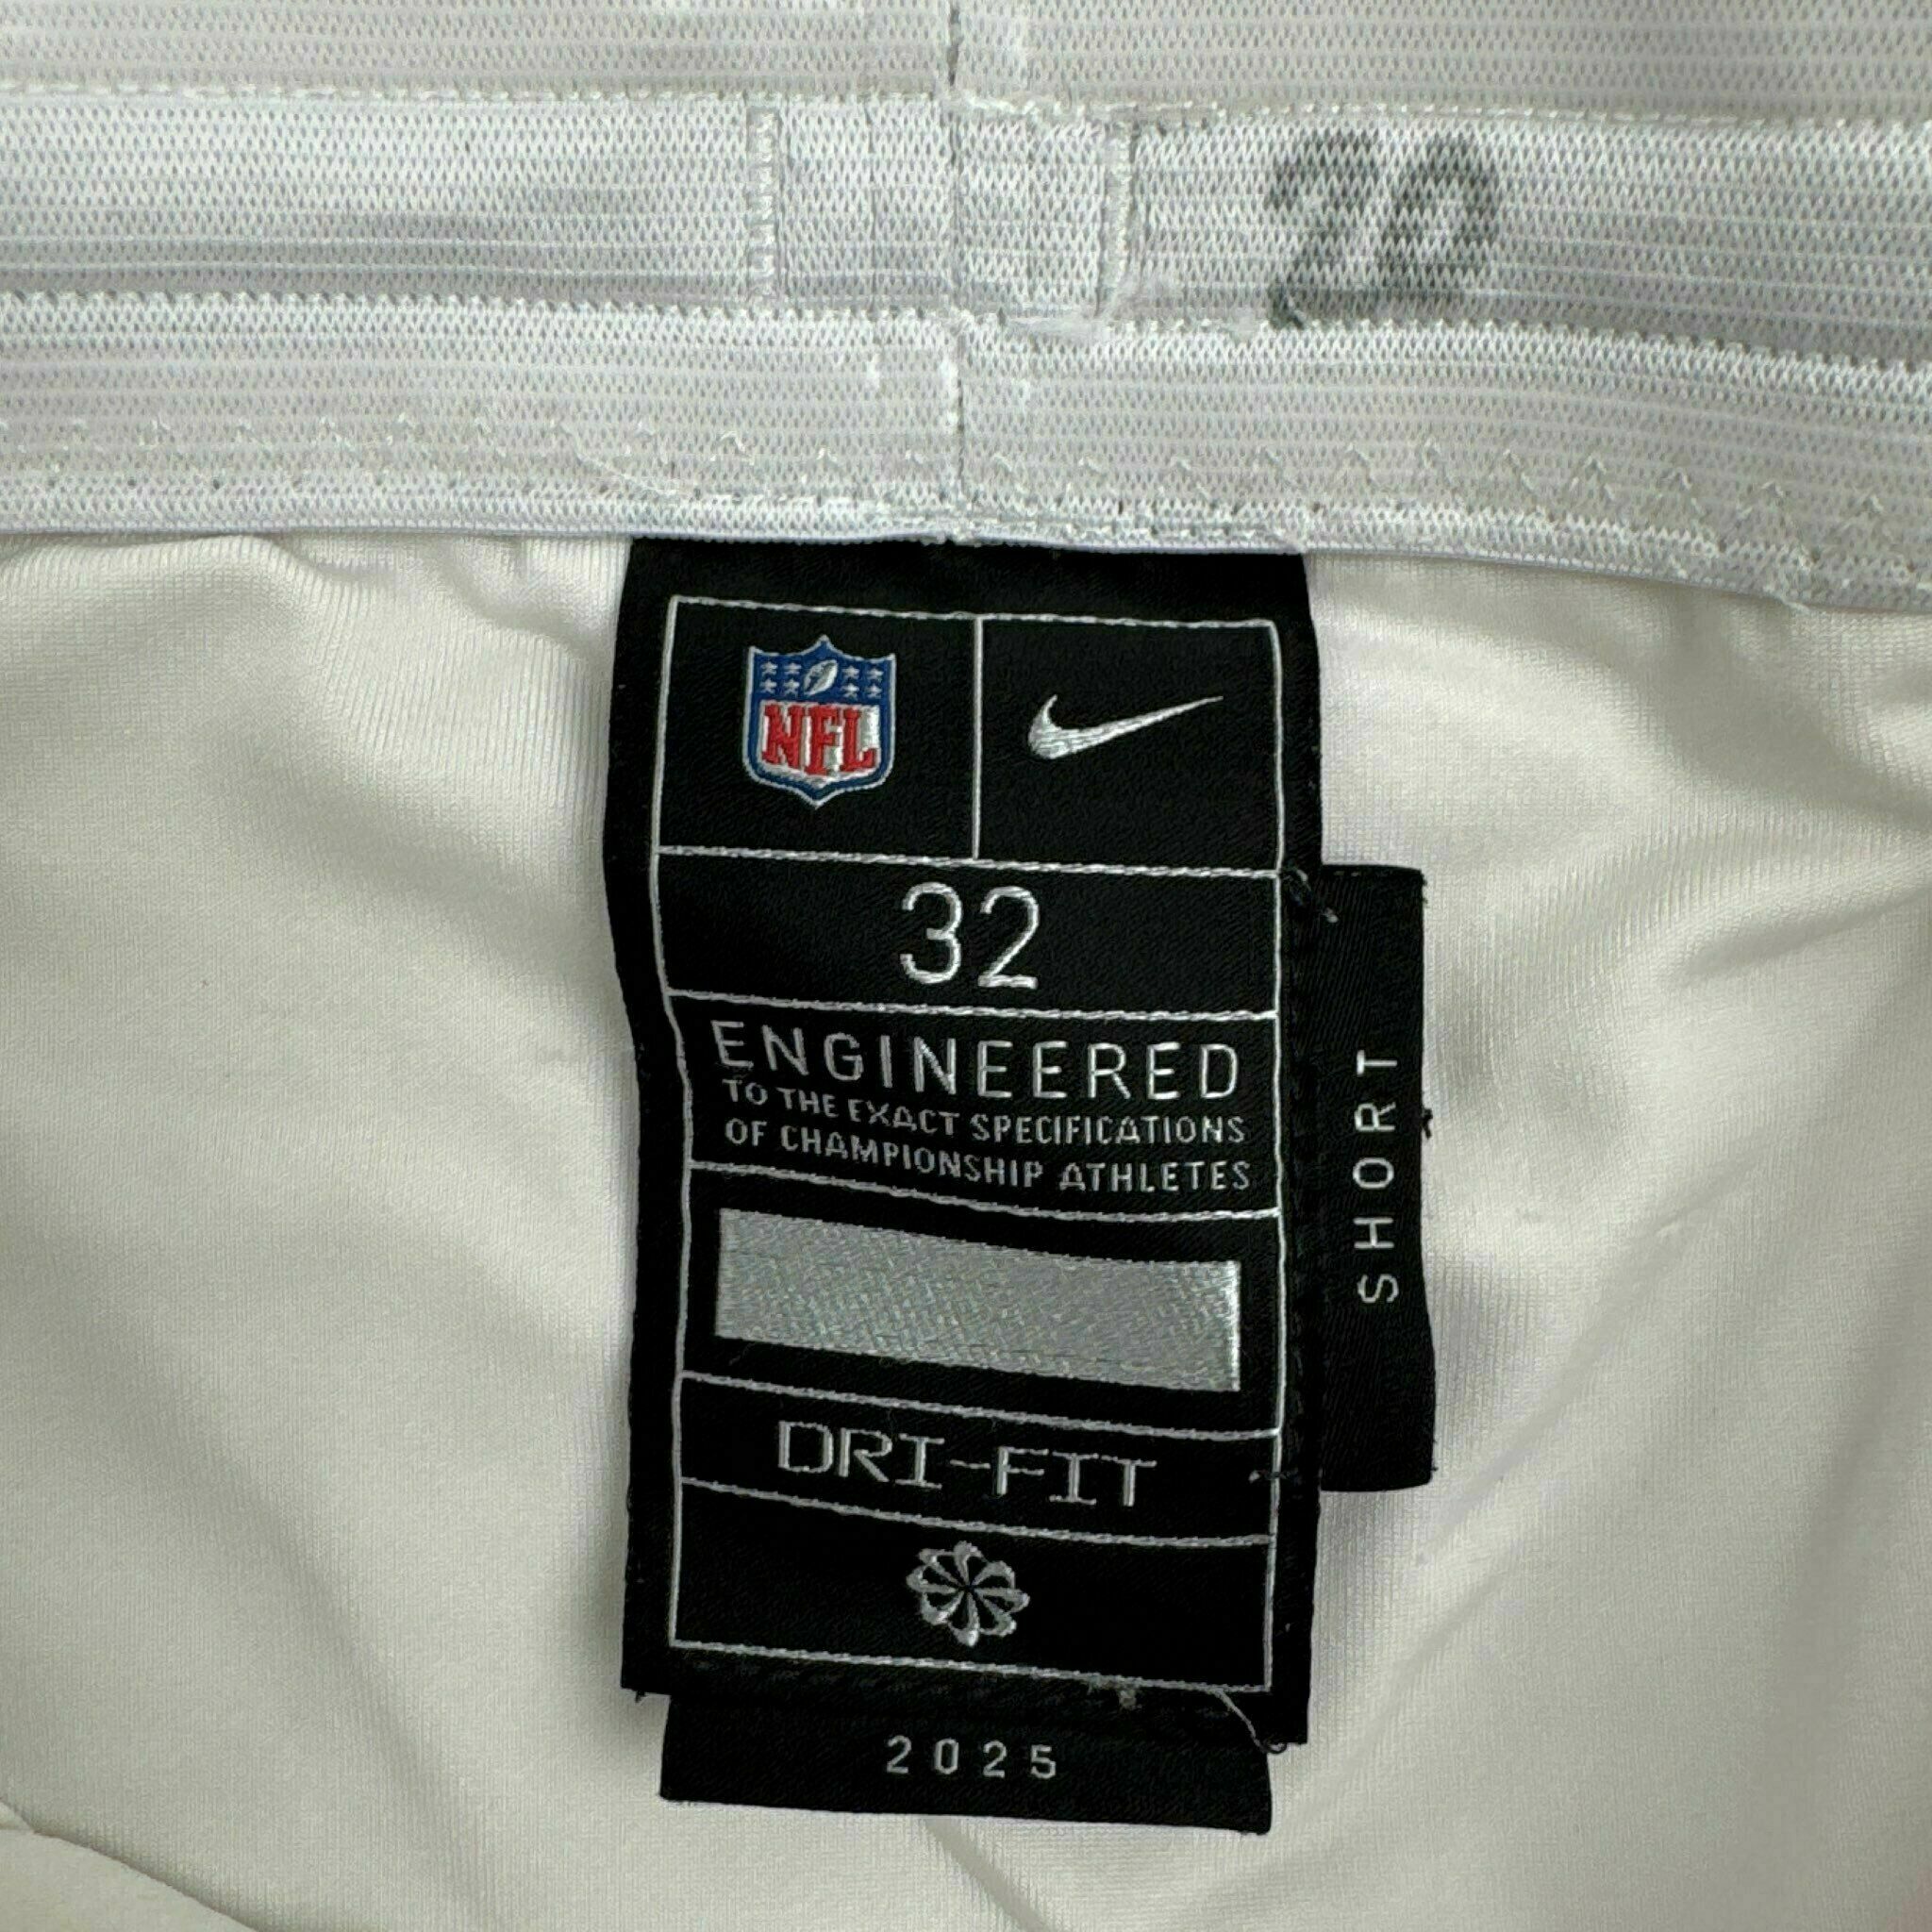 NFL
32
ENGINEERED
TO THE EXACT SPECIFICATIONS
OF CHAMPIONSHIP ATHLETES
SHORT
DRI-FIT
2025